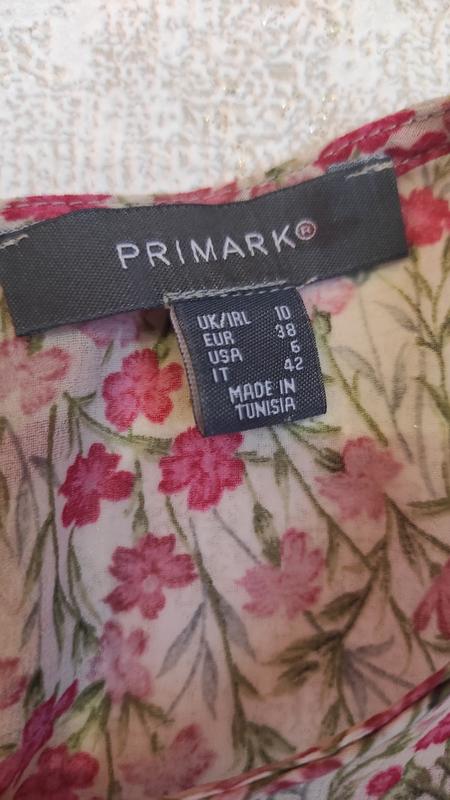 PRIMARK®
UK/IRL 10
EUR 38
USA 6
IT 42
MADE IN
TUNISIA